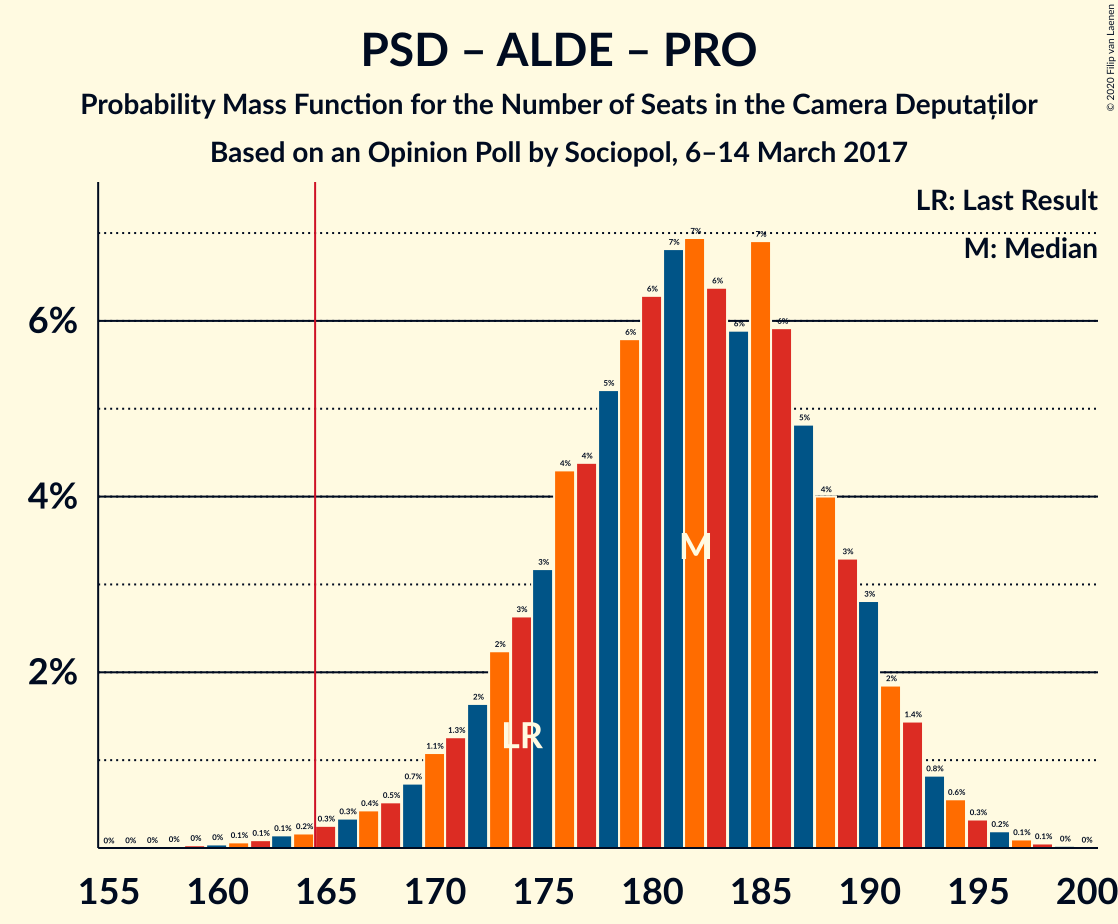 © 2020 Filip van Laenen
PSD – ALDE – PRO
Probability Mass Function for the Number of Seats in the Camera Deputaților
Based on an Opinion Poll by Sociopol, 6–14 March 2017
LR: Last Result
M: Median
6%
4%
2%
0% 0% 0% 0% 0% 0% 0.1% 0.1% 0.1% 0.2% 0.3% 0.3% 0.4% 0.5% 0.7% 1.1% 1.3% 2% 2% 3% 3% 4% 4% 5% 6% 6% 7% 7% 6% 6% 7% 6% 5% 4% 3% 3% 2% 1.4% 0.8% 0.6% 0.3% 0.2% 0.1% 0.1% 0% 0%
M
LR
155 160 165 170 175 180 185 190 195 200